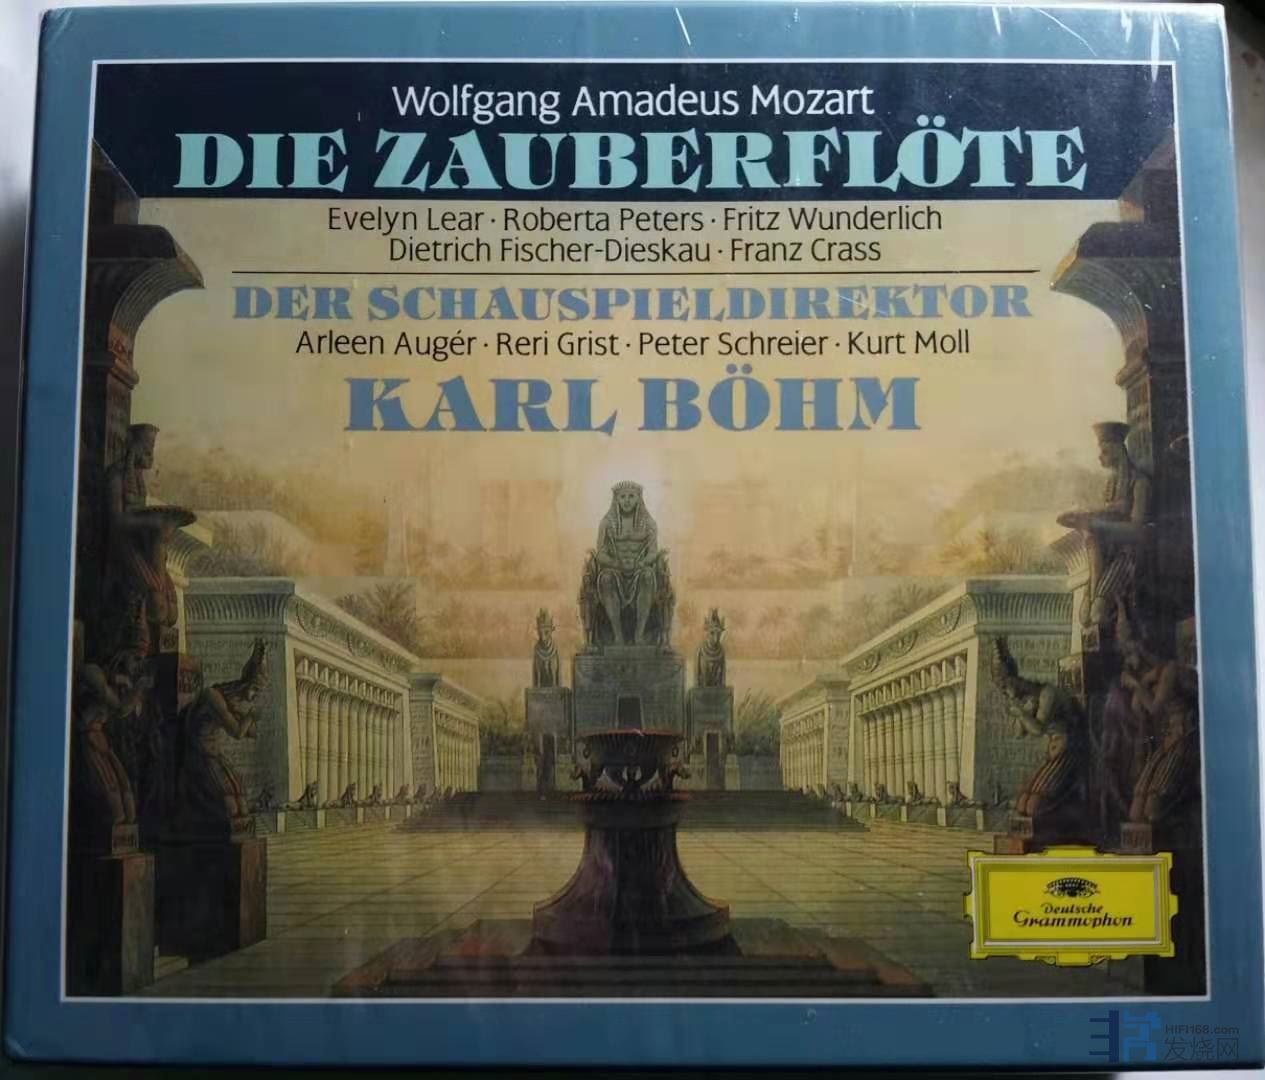 Wolfgang Amadeus Mozart
DIE ZAUBERFLÖTE
Evelyn Lear · Roberta Peters · Fritz Wunderlich
Dietrich Fischer-Dieskau · Franz Crass
DER SCHAUSPIELDIREKTOR
Arleen Augér · Reri Grist · Peter Schreier · Kurt Moll
KARL BÖHM
Deutsche
Grammophon
HIFI168.com
发烧网